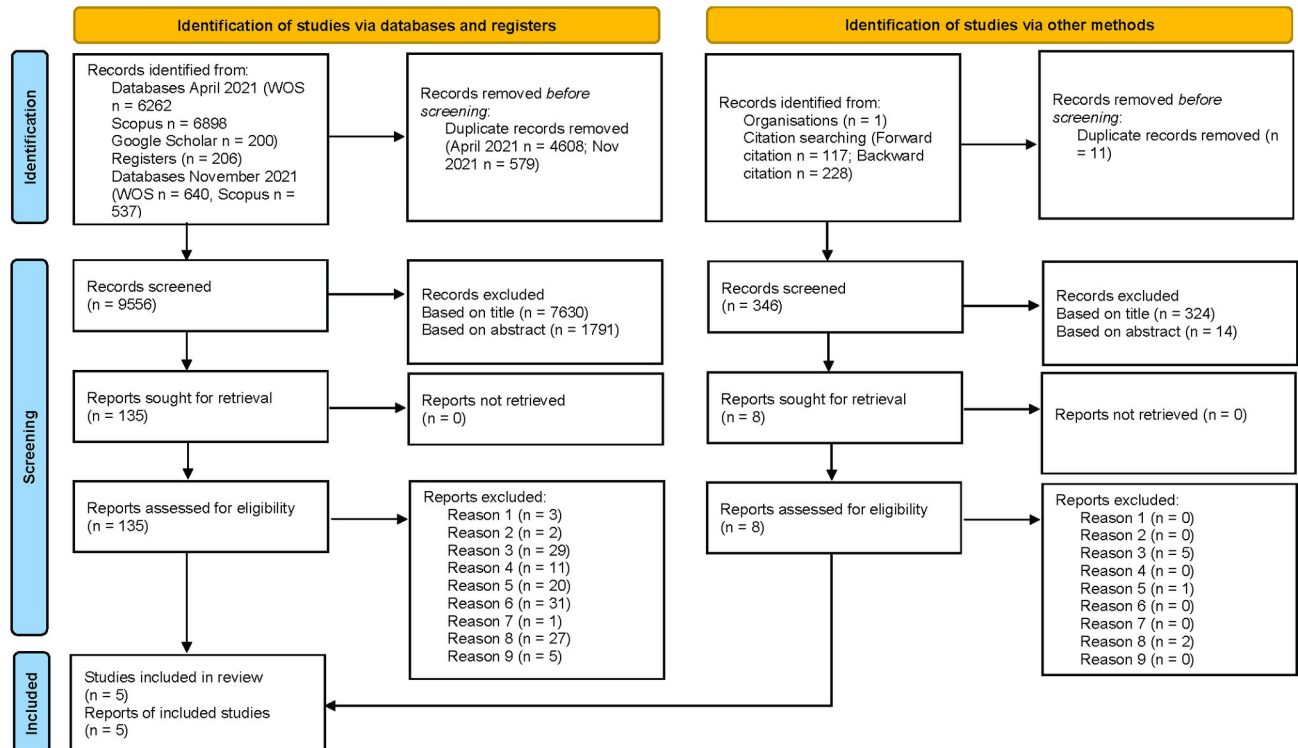 Identification of studies via databases and registers
Identification of studies via other methods
Identification
Records identified from:
Databases April 2021 (WOS
n = 6262
Scopus n = 6898
Google Scholar n = 200)
Registers (n = 206)
Databases November 2021
(WOS n = 640, Scopus n =
537)
Records removed before
screening:
Duplicate records removed
(April 2021 n = 4608; Nov
2021 n = 579)
Records identified from:
Organisations (n = 1)
Citation searching (Forward
citation n = 117; Backward
citation n = 228)
Records removed before
screening:
Duplicate records removed (n
= 11)
Screening
Records screened
(n = 9556)
Records excluded
Based on title (n = 7630)
Based on abstract (n = 1791)
Records screened
(n = 346)
Records excluded
Based on title (n = 324)
Based on abstract (n = 14)
Reports sought for retrieval
(n = 135)
Reports not retrieved
(n = 0)
Reports sought for retrieval
(n = 8)
Reports not retrieved (n = 0)
Reports assessed for eligibility
(n = 135)
Reports excluded:
Reason 1 (n = 3)
Reason 2 (n = 2)
Reason 3 (n = 29)
Reason 4 (n = 11)
Reason 5 (n = 20)
Reason 6 (n = 31)
Reason 7 (n = 1)
Reason 8 (n = 27)
Reason 9 (n = 5)
Reports assessed for eligibility
(n = 8)
Reports excluded:
Reason 1 (n = 0)
Reason 2 (n = 0)
Reason 3 (n = 5)
Reason 4 (n = 0)
Reason 5 (n = 1)
Reason 6 (n = 0)
Reason 7 (n = 0)
Reason 8 (n = 2)
Reason 9 (n = 0)
Included
Studies included in review
(n = 5)
Reports of included studies
(n = 5)